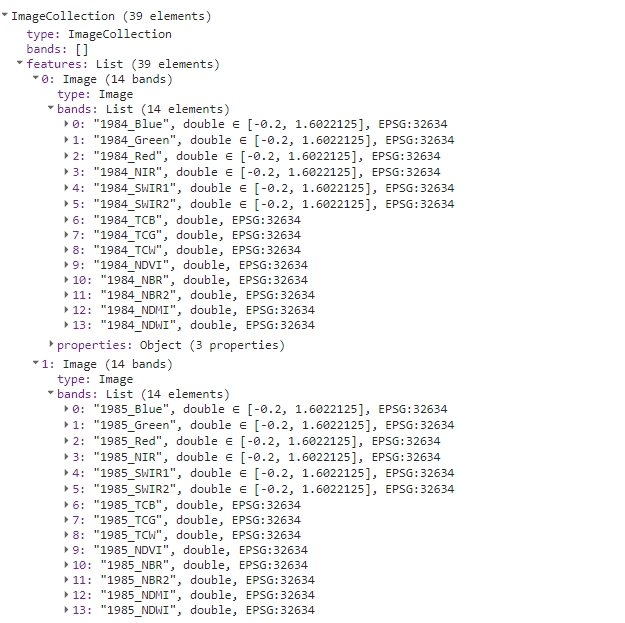 ImageCollection (39 elements)
type: ImageCollection
bands: []
features: List (39 elements)
0: Image (14 bands)
type: Image
bands: List (14 elements)
0: "1984_Blue", double ∈ [-0.2, 1.6022125], EPSG:32634
1: "1984_Green", double ∈ [-0.2, 1.6022125], EPSG:32634
2: "1984_Red", double ∈ [-0.2, 1.6022125], EPSG:32634
3: "1984_NIR", double ∈ [-0.2, 1.6022125], EPSG:32634
4: "1984_SWIR1", double ∈ [-0.2, 1.6022125], EPSG:32634
5: "1984_SWIR2", double ∈ [-0.2, 1.6022125], EPSG:32634
6: "1984_TCB", double, EPSG:32634
7: "1984_TCG", double, EPSG:32634
8: "1984_TCW", double, EPSG:32634
9: "1984_NDVI", double, EPSG:32634
10: "1984_NBR", double, EPSG:32634
11: "1984_NBR2", double, EPSG:32634
12: "1984_NDMI", double, EPSG:32634
13: "1984_NDWI", double, EPSG:32634
properties: Object (3 properties)
1: Image (14 bands)
type: Image
bands: List (14 elements)
0: "1985_Blue", double ∈ [-0.2, 1.6022125], EPSG:32634
1: "1985_Green", double ∈ [-0.2, 1.6022125], EPSG:32634
2: "1985_Red", double ∈ [-0.2, 1.6022125], EPSG:32634
3: "1985_NIR", double ∈ [-0.2, 1.6022125], EPSG:32634
4: "1985_SWIR1", double ∈ [-0.2, 1.6022125], EPSG:32634
5: "1985_SWIR2", double ∈ [-0.2, 1.6022125], EPSG:32634
6: "1985_TCB", double, EPSG:32634
7: "1985_TCG", double, EPSG:32634
8: "1985_TCW", double, EPSG:32634
9: "1985_NDVI", double, EPSG:32634
10: "1985_NBR", double, EPSG:32634
11: "1985_NBR2", double, EPSG:32634
12: "1985_NDMI", double, EPSG:32634
13: "1985_NDWI", double, EPSG:32634